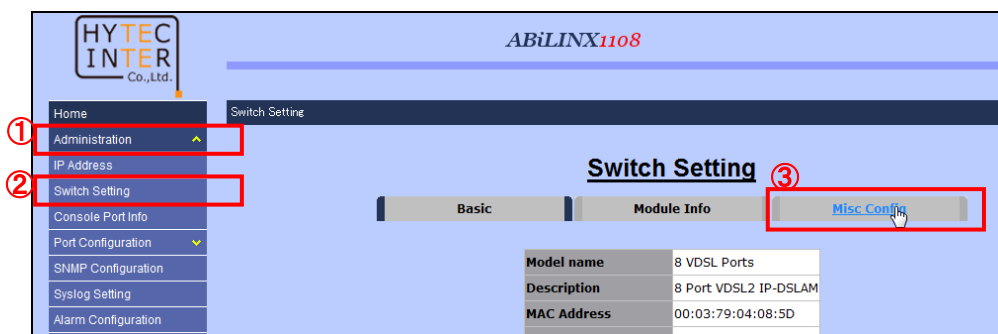 HYTEC
INTER
Co.,Ltd.
ABiLINX1108
Home
Switch Setting
① Administration
IP Address
② Switch Setting
Console Port Info
Port Configuration
SNMP Configuration
Syslog Setting
Alarm Configuration
Switch Setting
③
Basic Module Info Misc Config
Model name 8 VDSL Ports
Description 8 Port VDSL2 IP-DSLAM
MAC Address 00:03:79:04:08:5D